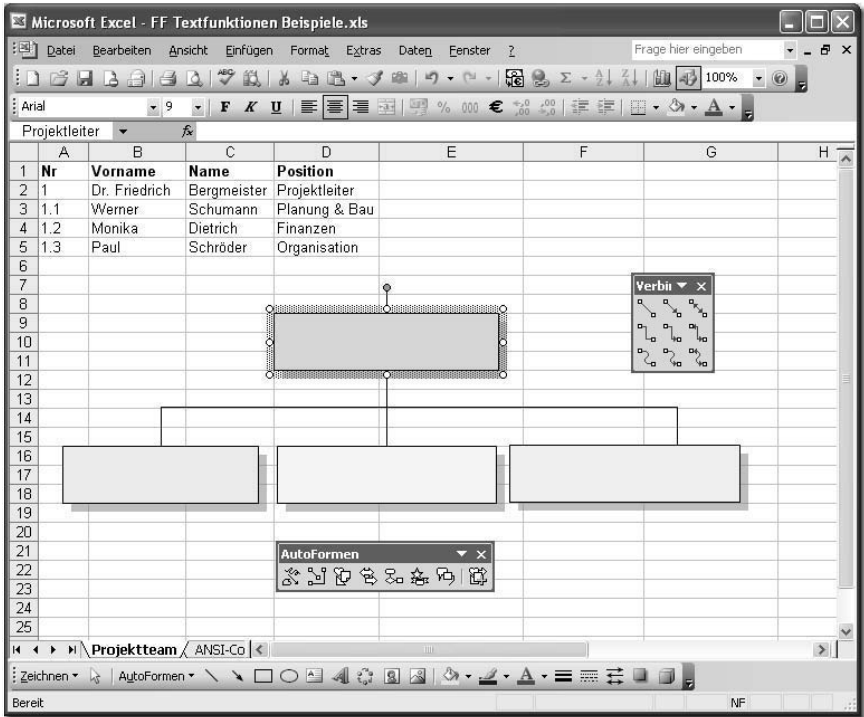 Microsoft Excel - FF Textfunktionen Beispiele.xls
Datei Bearbeiten Ansicht Einfügen Format Extras Daten Fenster ? Frage hier eingeben
Σ 100%
Arial 9 F K U % 000 €
Projektleiter fx
A B C D E F G H
1 Nr Vorname Name Position
2 1 Dr. Friedrich Bergmeister Projektleiter
3 1.1 Werner Schumann Planung & Bau
4 1.2 Monika Dietrich Finanzen
5 1.3 Paul Schröder Organisation
6
7 Verbin
8
9
10
11
12
13
14
15
16
17
18
19
20
21 AutoFormen
22
23
24
25
Projektteam ANSI-Co
Zeichnen AutoFormen A
Bereit NF